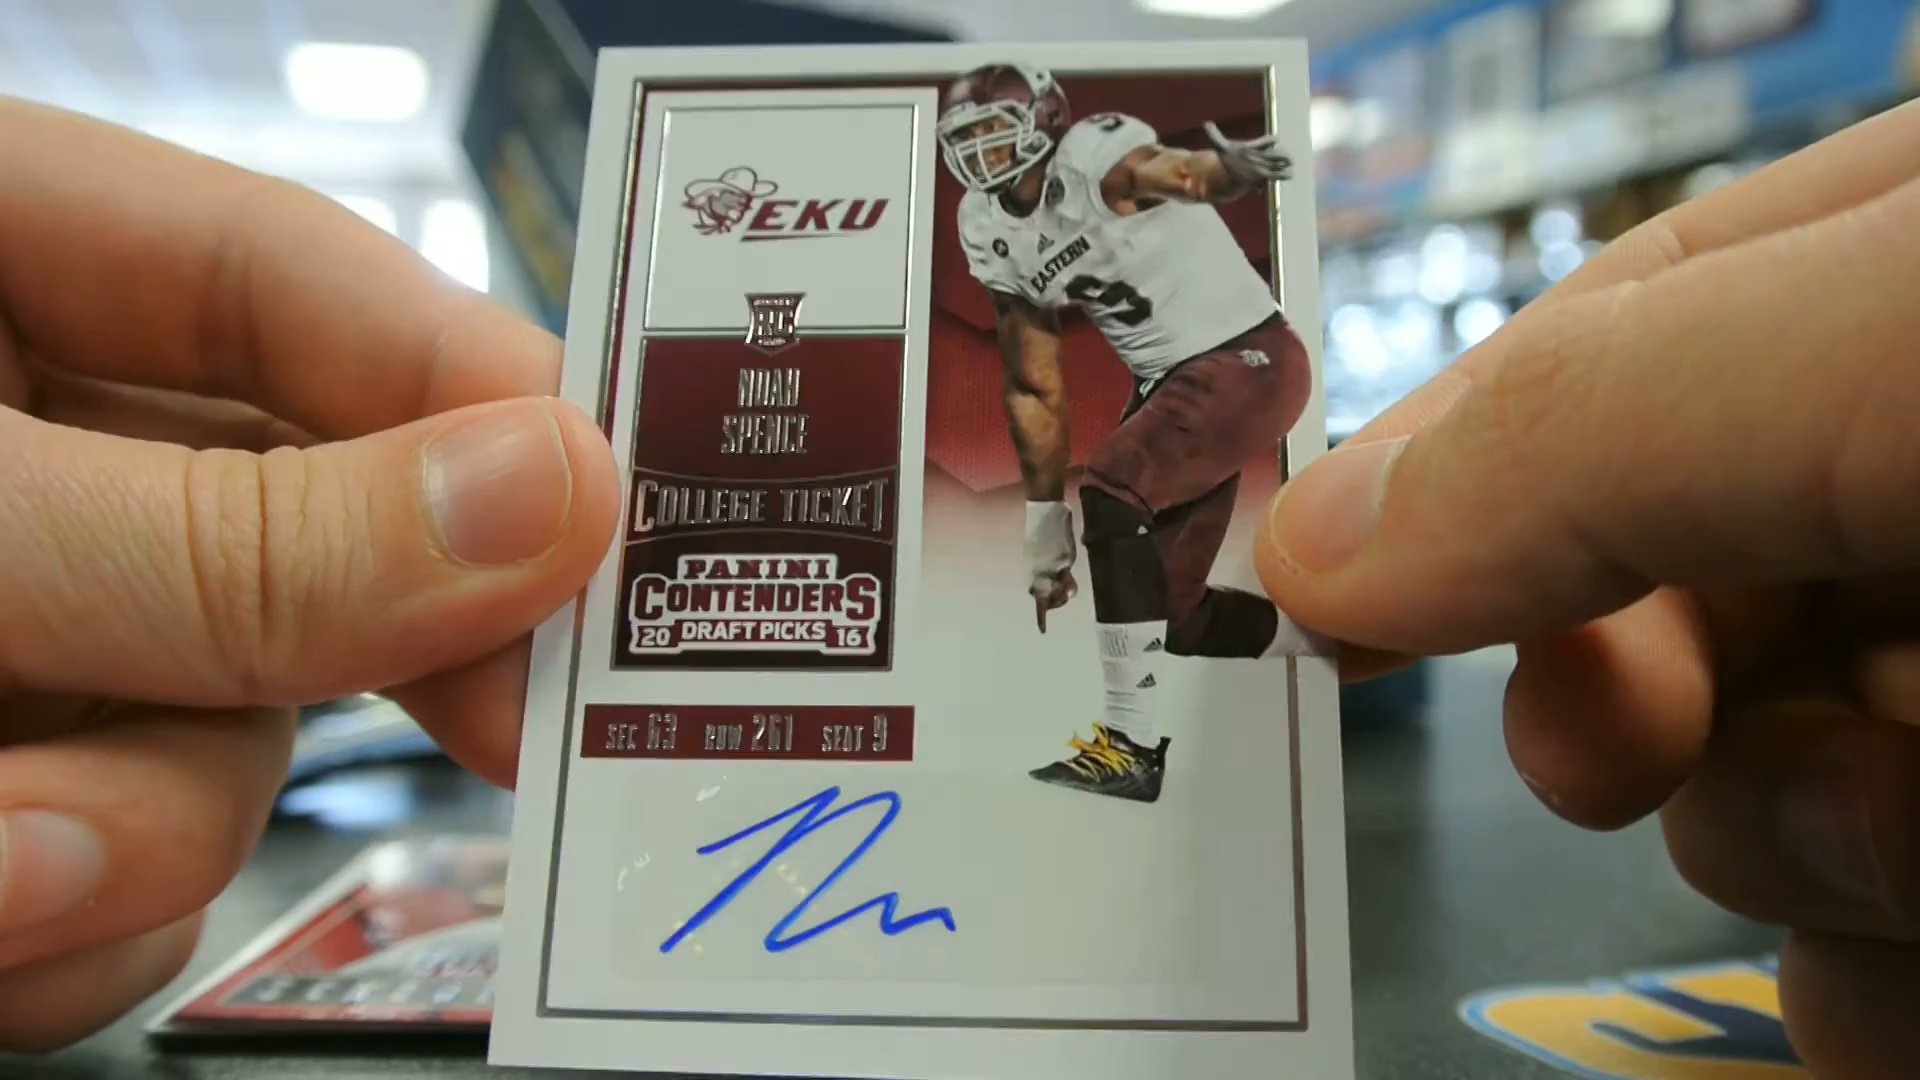 EKU
RC
NOAH
SPENCE
COLLEGE TICKET
PANINI
CONTENDERS
20 DRAFT PICKS 16
SEC 63 ROW 261 SEAT 9
EASTERN
9